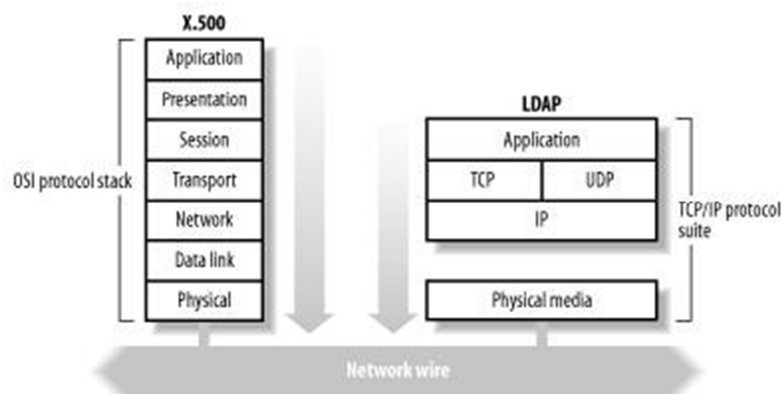 X.500
Application
Presentation
Session
Transport
Network
Data link
Physical
OSI protocol stack
LDAP
Application
TCP UDP
IP
Physical media
TCP/IP protocol
suite
Network wire